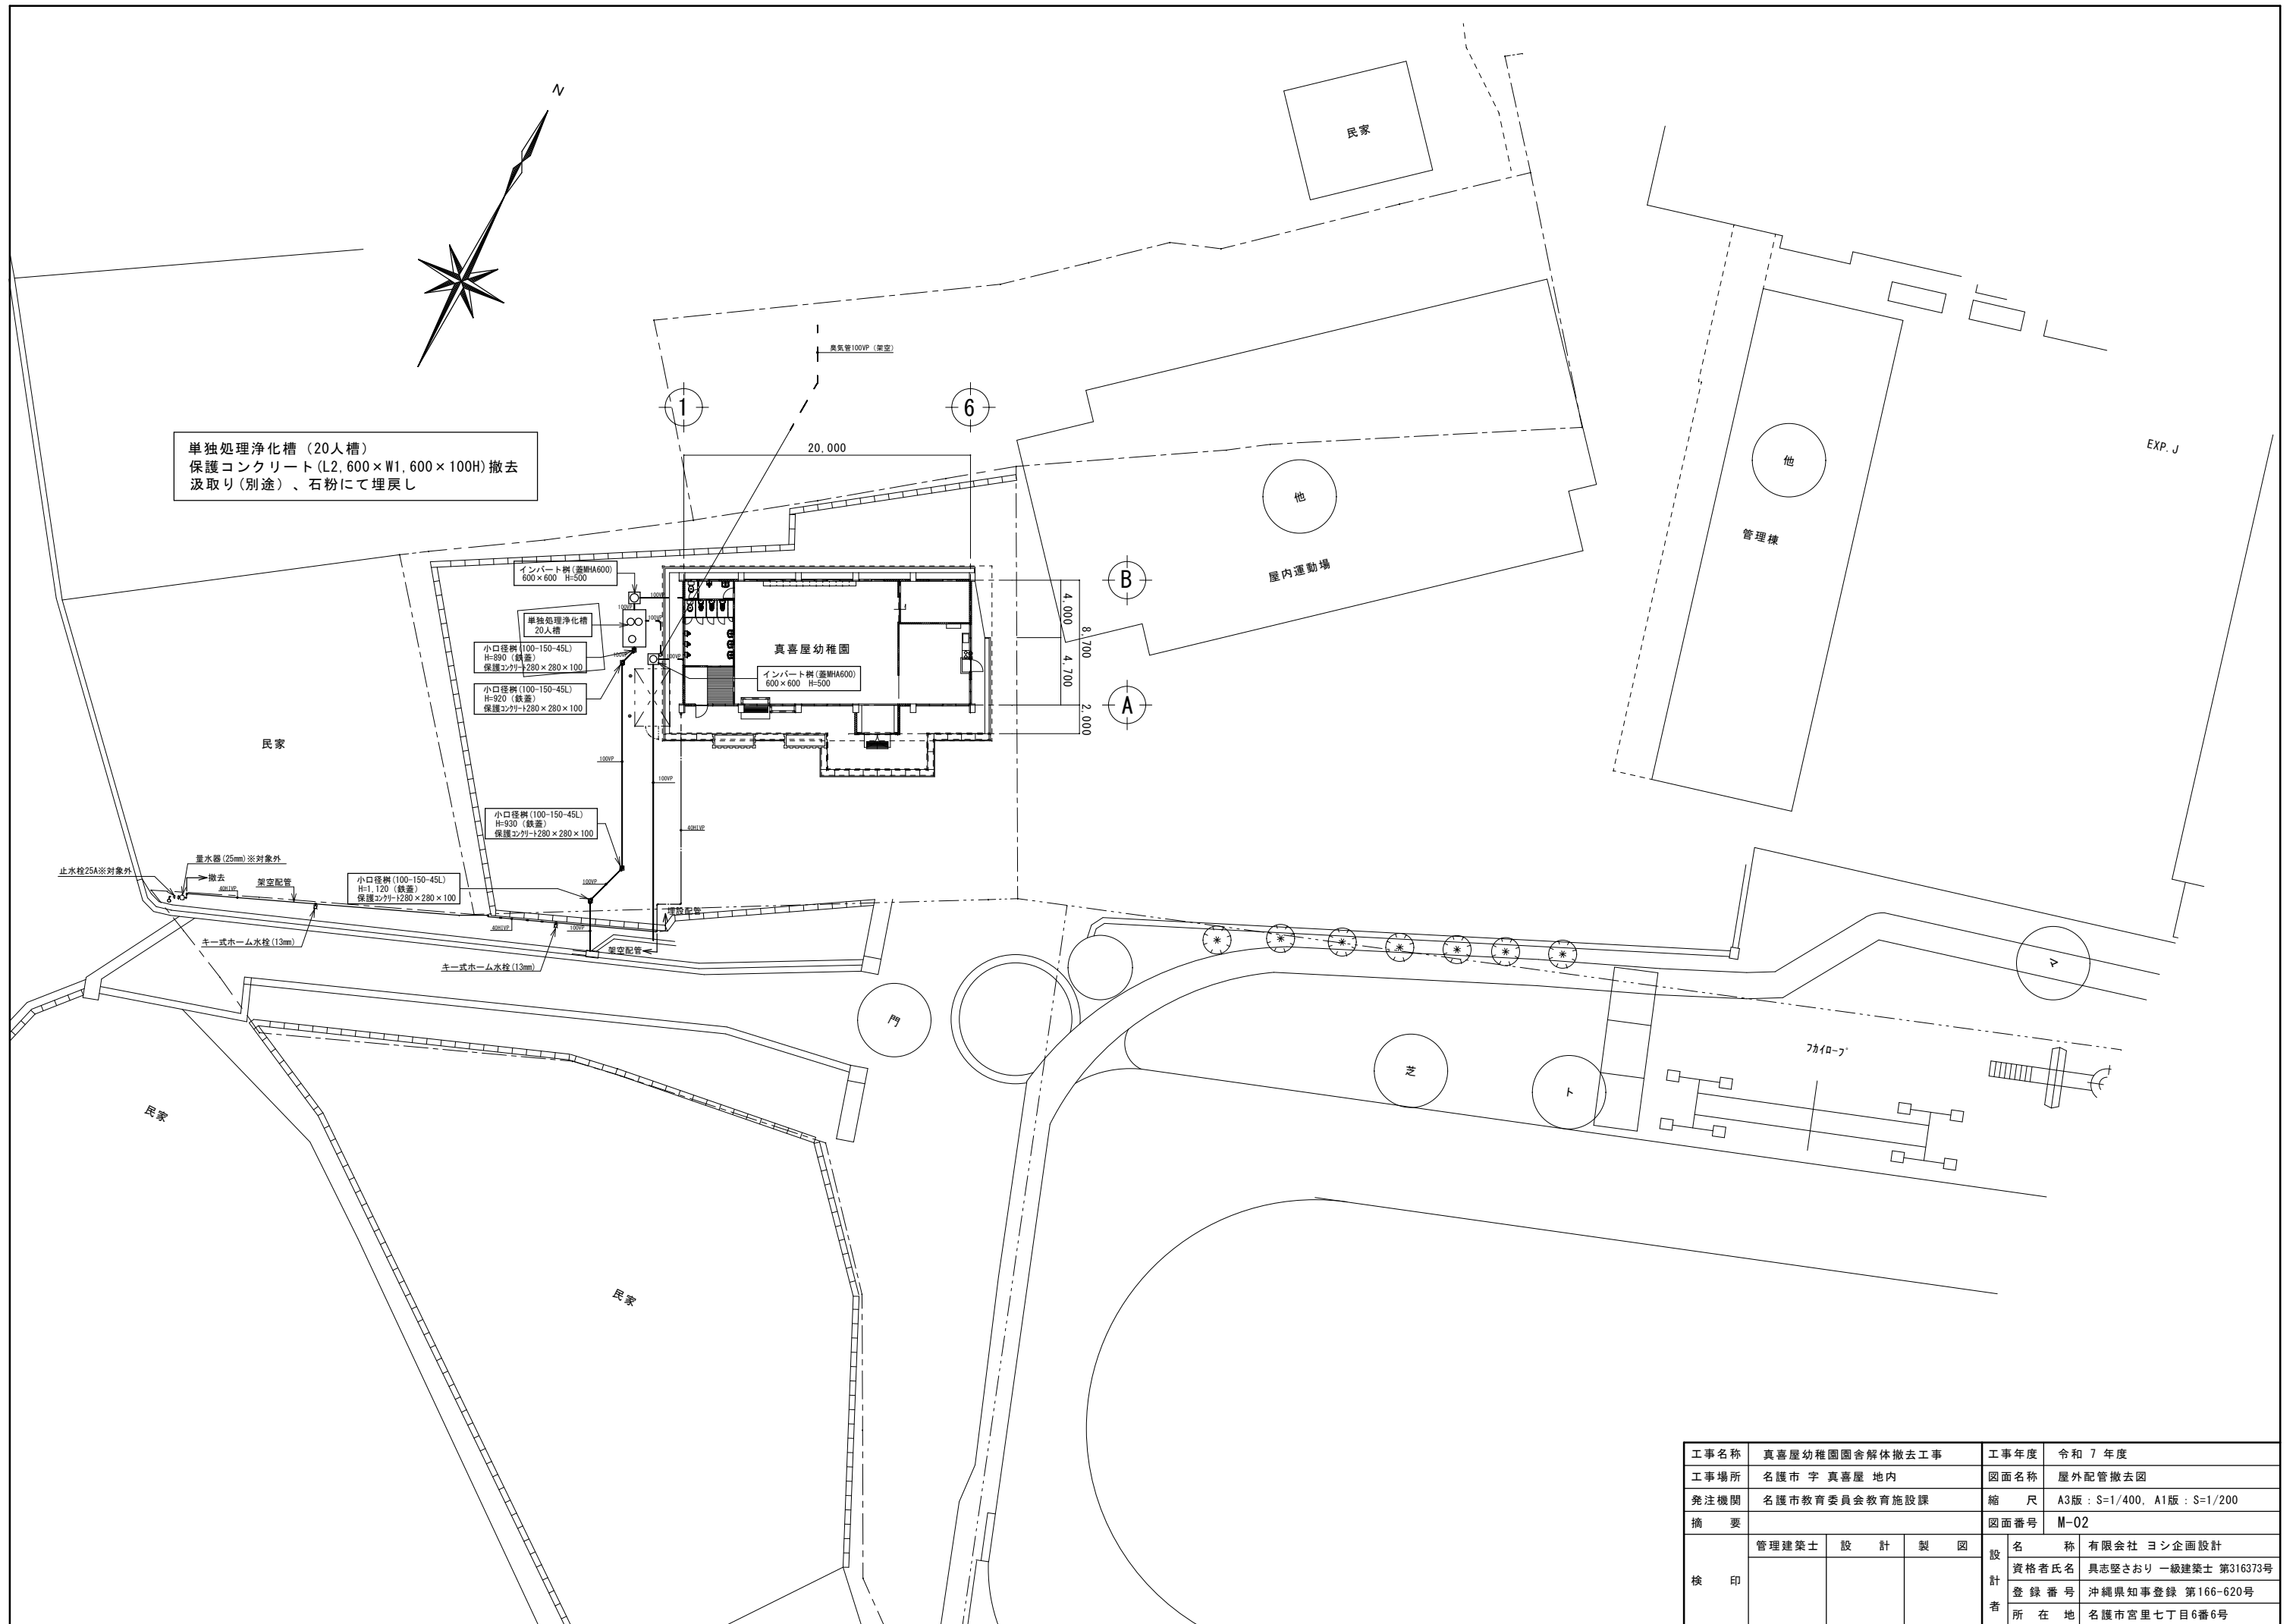 N
民家
臭気管100VP（架空）
1
6
20,000
単独処理浄化槽（20人槽）
保護コンクリート(L2,600×W1,600×100H)撤去
汲取り(別途）、石粉にて埋戻し
他
屋内運動場
他
管理棟
EXP.J
インバート桝(蓋MHA600)
600×600 H=500
100VP
100VP
100VP
単独処理浄化槽
20人槽
小口径桝(100-150-45L)
H=890（鉄蓋）
保護ｺﾝｸﾘｰﾄ280×280×100
100VP
100VP
小口径桝(100-150-45L)
H=920（鉄蓋）
保護ｺﾝｸﾘｰﾄ280×280×100
真喜屋幼稚園
インバート桝(蓋MHA600)
600×600 H=500
B
A
4,000
8,700
4,700
2,000
民家
100VP
100VP
40HIVP
小口径桝(100-150-45L)
H=930（鉄蓋）
保護ｺﾝｸﾘｰﾄ280×280×100
量水器(25mm)※対象外
止水栓25A※対象外
撤去
40HIVP
架空配管
小口径桝(100-150-45L)
H=1,120（鉄蓋）
保護ｺﾝｸﾘｰﾄ280×280×100
100VP
埋設配管
キー式ホーム水栓(13mm)
40HIVP
100VP
架空配管
キー式ホーム水栓(13mm)
門
マ
芝
ト
ﾌｶｲﾛｰﾌﾟ
民家
民家
工事名称 真喜屋幼稚園園舎解体撤去工事 工事年度 令和 7 年度
工事場所 名護市 字 真喜屋 地内 図面名称 屋外配管撤去図
発注機関 名護市教育委員会教育施設課 縮 尺 A3版：S=1/400, A1版：S=1/200
摘 要 図面番号 M-02
検 印 管理建築士 設 計 製 図
設計者 名 称 有限会社 ヨシ企画設計
資格者氏名 具志堅さおり 一級建築士 第316373号
登録番号 沖縄県知事登録 第166-620号
所 在 地 名護市宮里七丁目6番6号